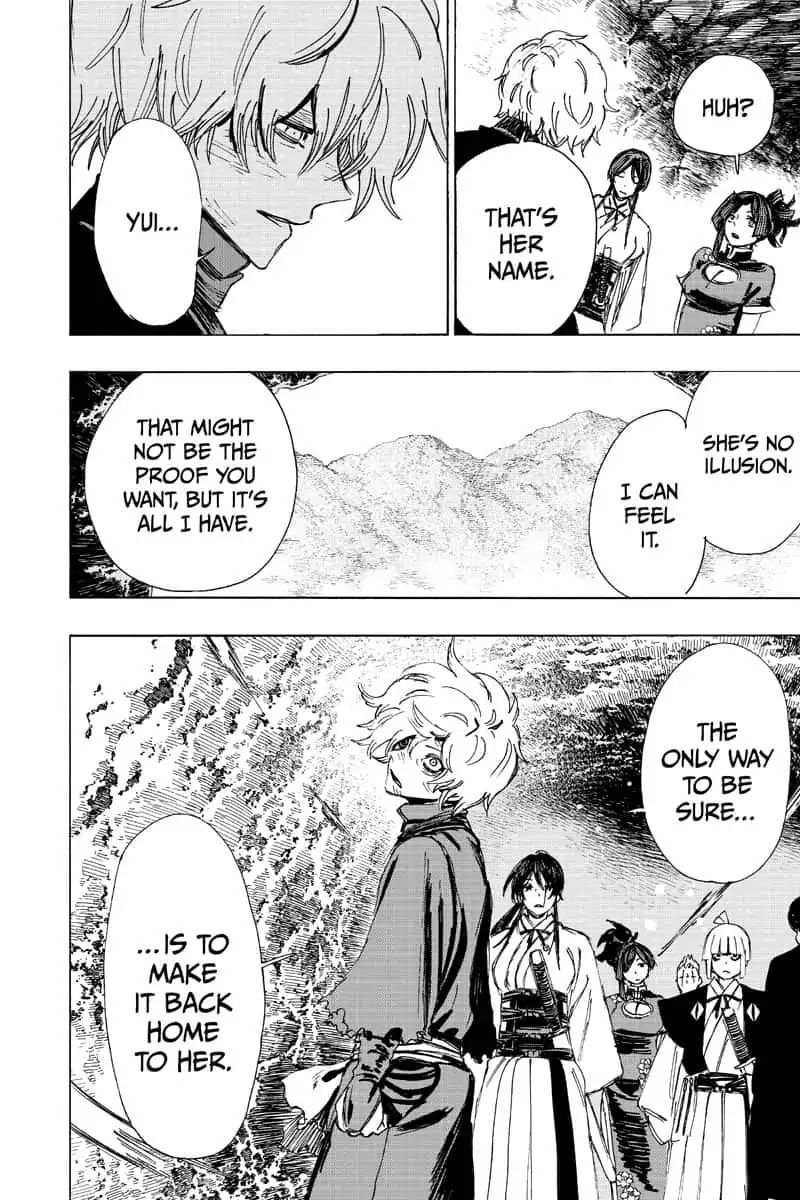 HUH?
THAT'S
HER
NAME.
YUI...
SHE'S NO
ILLUSION.
I CAN
FEEL
IT.
THAT MIGHT
NOT BE THE
PROOF YOU
WANT, BUT IT'S
ALL I HAVE.
THE
ONLY WAY
TO BE
SURE...
...IS TO
MAKE
IT BACK
HOME
TO HER.